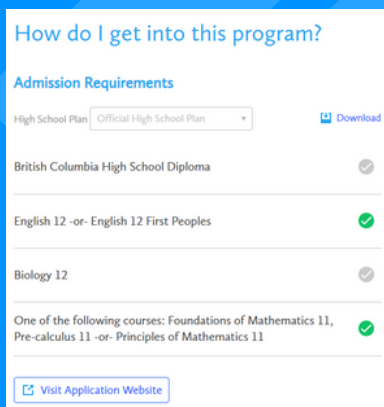 How do I get into this program?
Admission Requirements
High School Plan Official High School Plan Download
British Columbia High School Diploma
English 12 -or- English 12 First Peoples
Biology 12
One of the following courses: Foundations of Mathematics 11,
Pre-calculus 11 -or- Principles of Mathematics 11
Visit Application Website